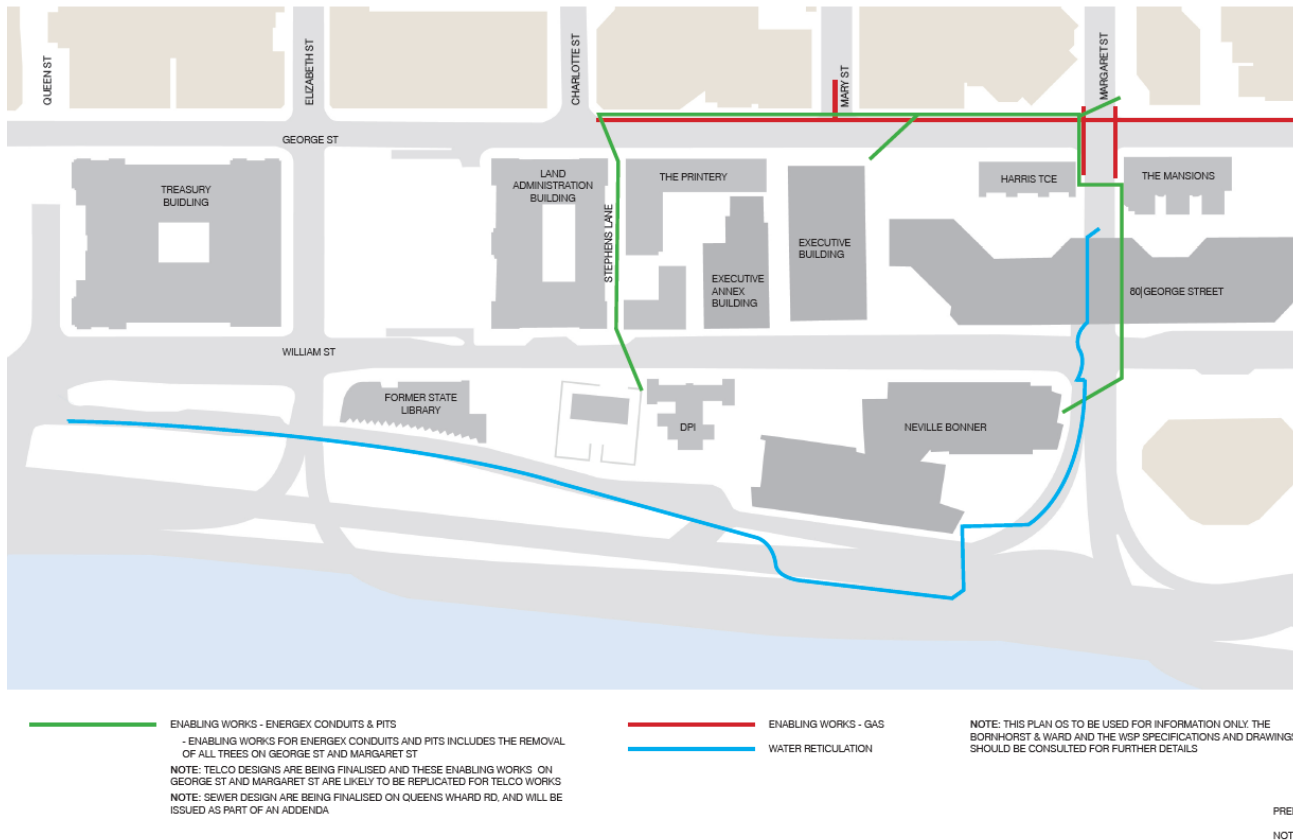 QUEEN ST
ELIZABETH ST
CHARLOTTE ST
MARY ST
MARGARET ST
GEORGE ST
TREASURY
BUIDLING
LAND
ADMINISTRATION
BUILDING
STEPHENS LANE
THE PRINTERY
EXECUTIVE
ANNEX
BUILDING
EXECUTIVE
BUILDING
HARRIS TCE
THE MANSIONS
80|GEORGE STREET
WILLIAM ST
FORMER STATE
LIBRARY
DPI
NEVILLE BONNER
ENABLING WORKS - ENERGEX CONDUITS & PITS
- ENABLING WORKS FOR ENERGEX CONDUITS AND PITS INCLUDES THE REMOVAL
OF ALL TREES ON GEORGE ST AND MARGARET ST
NOTE: TELCO DESIGNS ARE BEING FINALISED AND THESE ENABLING WORKS ON
GEORGE ST AND MARGARET ST ARE LIKELY TO BE REPLICATED FOR TELCO WORKS
NOTE: SEWER DESIGN ARE BEING FINALISED ON QUEENS WHARD RD, AND WILL BE
ISSUED AS PART OF AN ADDENDA
ENABLING WORKS - GAS
WATER RETICULATION
NOTE: THIS PLAN OS TO BE USED FOR INFORMATION ONLY. THE
BORNHORST & WARD AND THE WSP SPECIFICATIONS AND DRAWINGS
SHOULD BE CONSULTED FOR FURTHER DETAILS
NOT